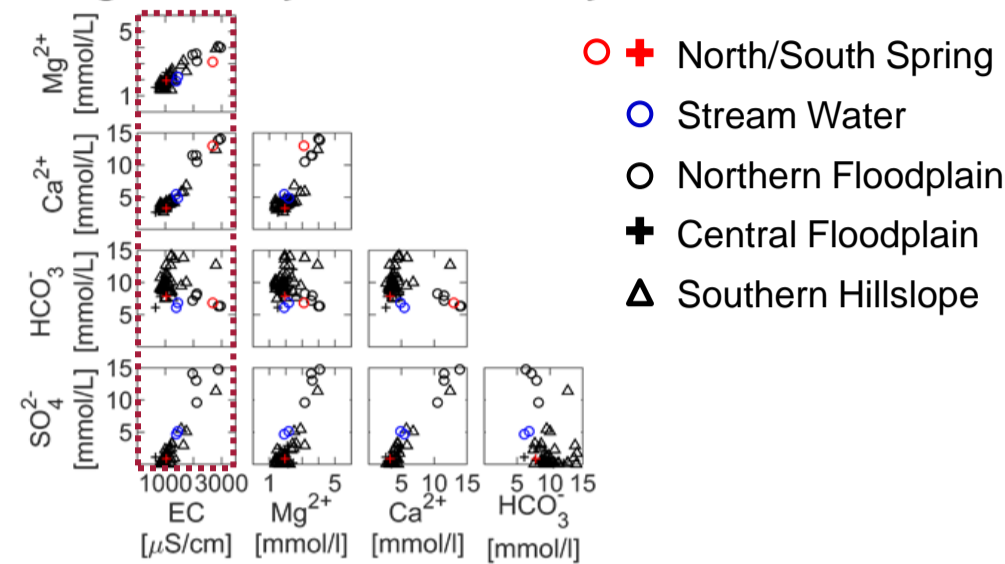 Mg²⁺
[mmol/L]
5
1
North/South Spring
Stream Water
Northern Floodplain
Central Floodplain
Southern Hillslope
Ca²⁺
[mmol/L]
15
10
5
HCO₃⁻
[mmol/L]
15
10
5
SO₄²⁻
[mmol/L]
15
10
5
1000 3000
1 5
5 10 15
5 10 15
EC
[μS/cm]
Mg²⁺
[mmol/l]
Ca²⁺
[mmol/l]
HCO₃⁻
[mmol/l]